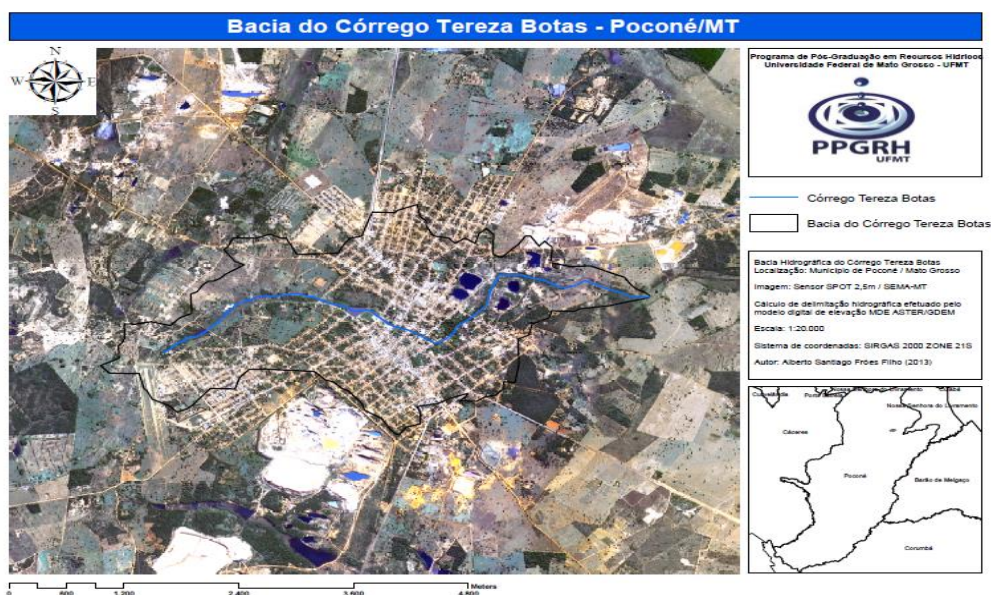 Bacia do Córrego Tereza Botas - Poconé/MT
N
W E
S
Programa de Pós-Graduação em Recursos Hídricos
Universidade Federal de Mato Grosso - UFMT
PPGRH
UFMT
Córrego Tereza Botas
Bacia do Córrego Tereza Botas
Bacia Hidrográfica do Córrego Tereza Botas
Localização: Município de Poconé / Mato Grosso
Imagem: Sensor SPOT 2,5m / SEMA-MT
Cálculo de delimitação hidrográfica efetuado pelo
modelo digital de elevação MDE ASTER/GDEM
Escala: 1:20.000
Sistema de coordenadas: SIRGAS 2000 ZONE 21S
Autor: Alberto Santiago Fróes Filho (2013)
Nossa Senhora do Livramento
Cuiabá
Nossa Senhora do Livramento
Cáceres
Poconé
Barão de Melgaço
Corumbá
Meters
0 600 1.200 2.400 3.600 4.800